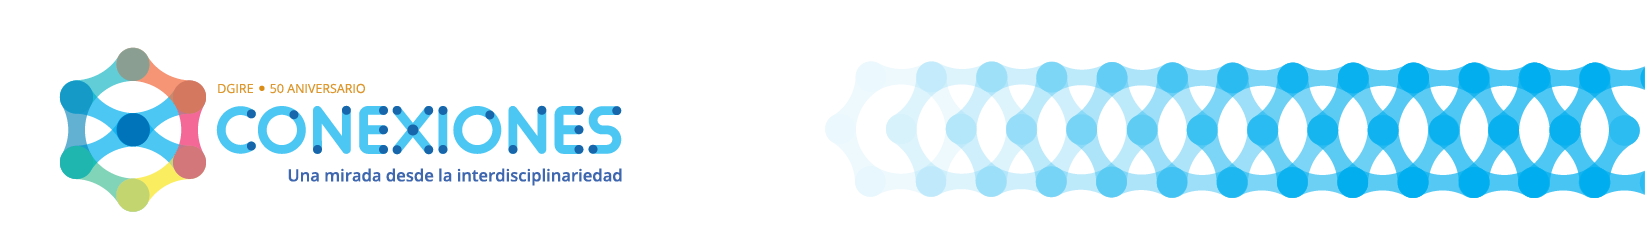 DGIRE • 50 ANIVERSARIO
CONEXIONES
Una mirada desde la interdisciplinariedad